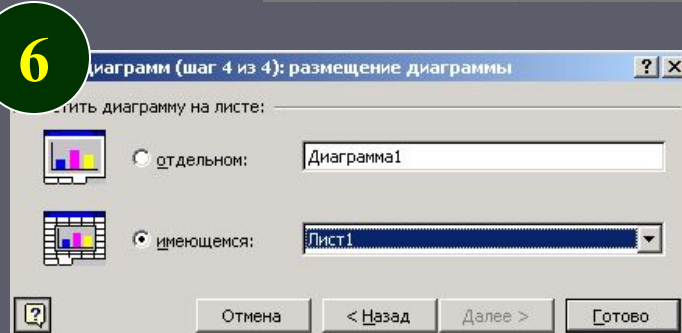 6
диаграмм (шаг 4 из 4): размещение диаграммы
? ×
диаграмму на листе:
отдельном: Диаграмма1
имеющемся: Лист1
? Отмена < Назад Далее > Готово